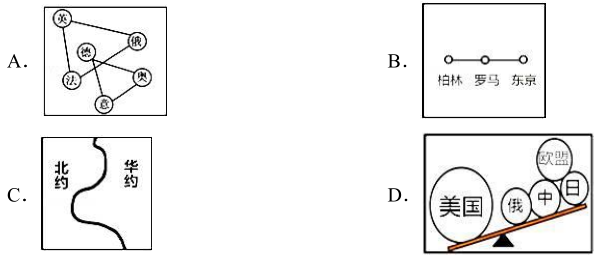 A.
英
俄
德
法
奥
意
B.
柏林 罗马 东京
C.
北约
华约
D.
欧盟
美国
俄
中
日